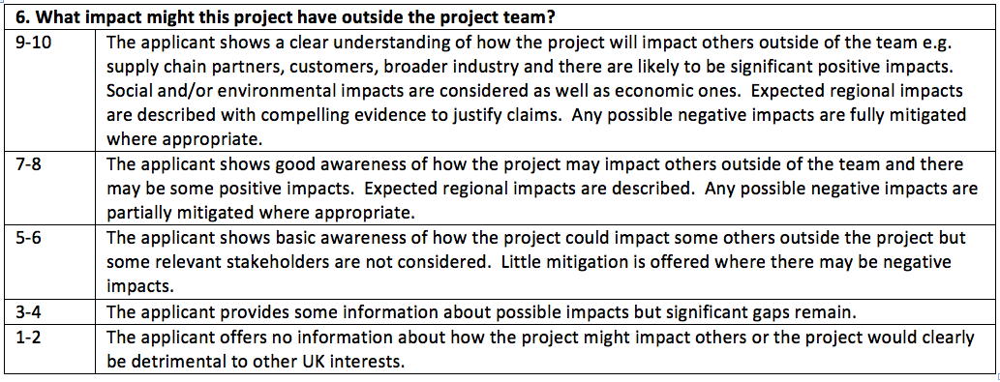 6. What impact might this project have outside the project team?
9-10 The applicant shows a clear understanding of how the project will impact others outside of the team e.g.
supply chain partners, customers, broader industry and there are likely to be significant positive impacts.
Social and/or environmental impacts are considered as well as economic ones.  Expected regional impacts
are described with compelling evidence to justify claims.  Any possible negative impacts are fully mitigated
where appropriate.
7-8 The applicant shows good awareness of how the project may impact others outside of the team and there
may be some positive impacts.  Expected regional impacts are described.  Any possible negative impacts are
partially mitigated where appropriate.
5-6 The applicant shows basic awareness of how the project could impact some others outside the project but
some relevant stakeholders are not considered.  Little mitigation is offered where there may be negative
impacts.
3-4 The applicant provides some information about possible impacts but significant gaps remain.
1-2 The applicant offers no information about how the project might impact others or the project would clearly
be detrimental to other UK interests.